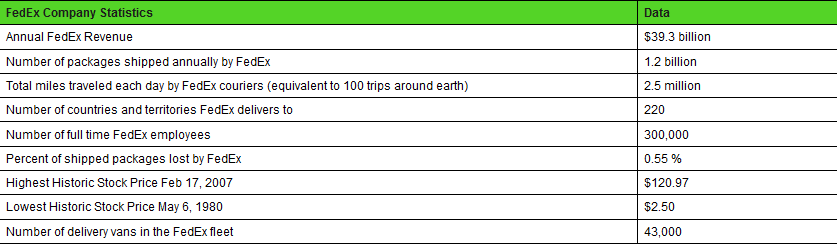 FedEx Company Statistics Data
Annual FedEx Revenue $39.3 billion
Number of packages shipped annually by FedEx 1.2 billion
Total miles traveled each day by FedEx couriers (equivalent to 100 trips around earth) 2.5 million
Number of countries and territories FedEx delivers to 220
Number of full time FedEx employees 300,000
Percent of shipped packages lost by FedEx 0.55 %
Highest Historic Stock Price Feb 17, 2007 $120.97
Lowest Historic Stock Price May 6, 1980 $2.50
Number of delivery vans in the FedEx fleet 43,000